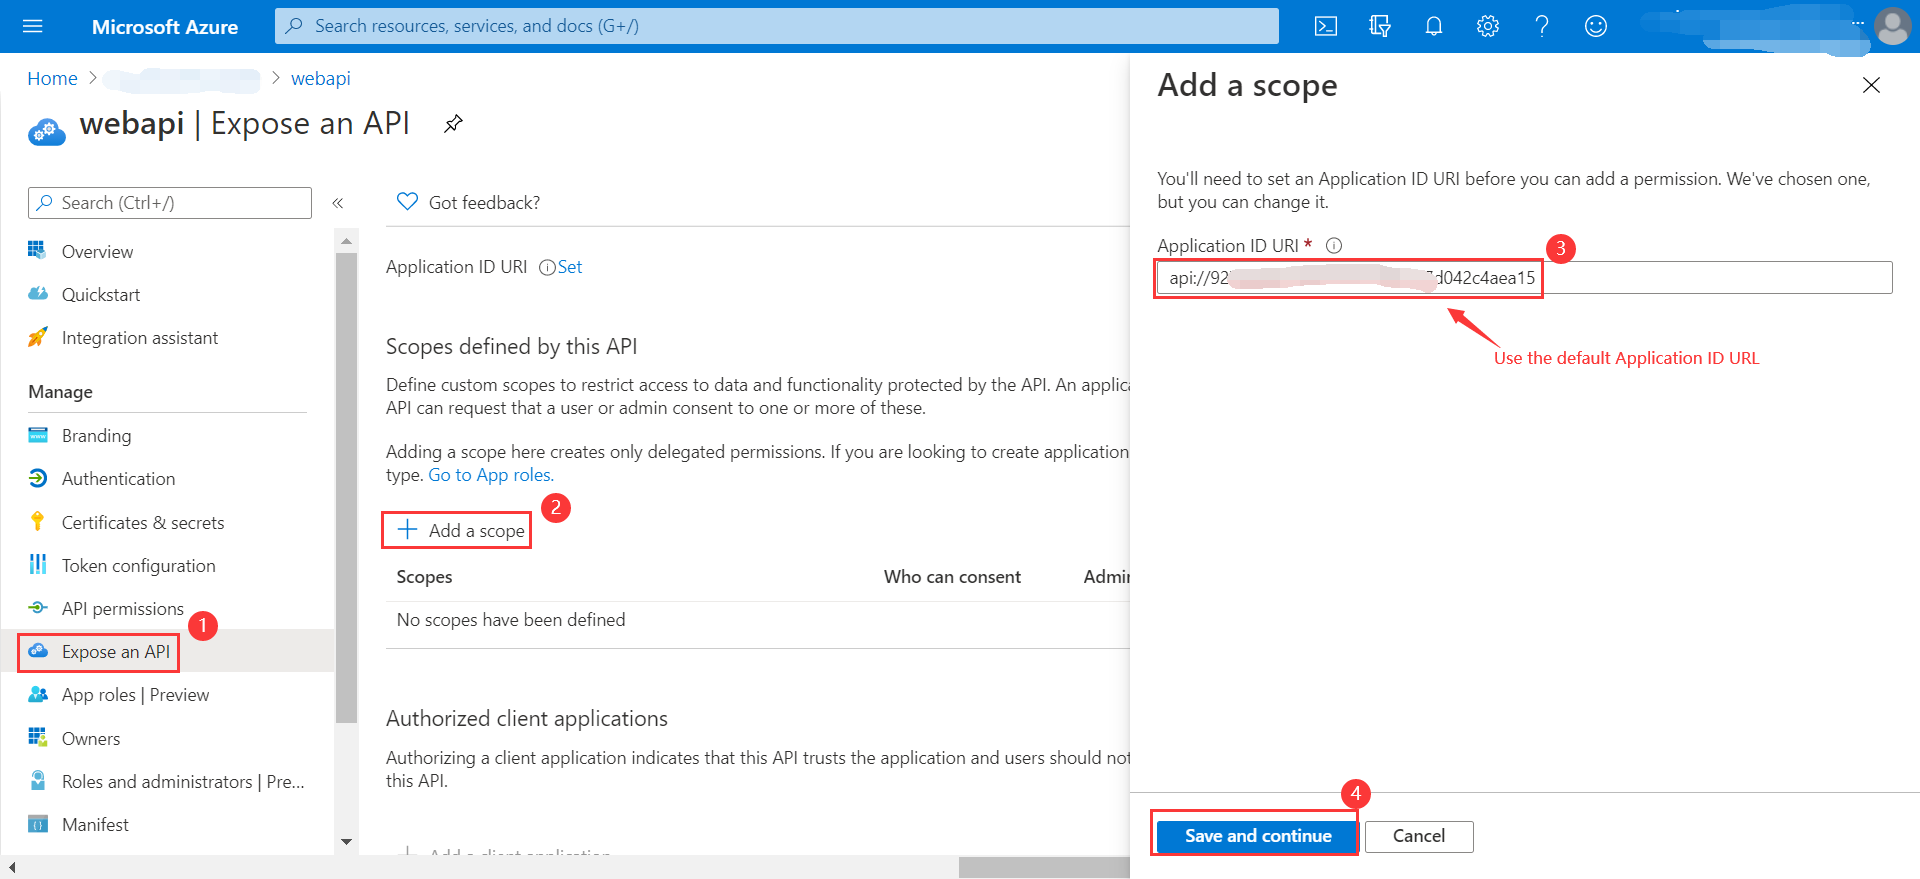 Microsoft Azure
Search resources, services, and docs (G+/)
...
Home > > webapi
webapi | Expose an API
Search (Ctrl+/)
«
Overview
Quickstart
Integration assistant
Manage
Branding
Authentication
Certificates & secrets
Token configuration
API permissions
1
Expose an API
App roles | Preview
Owners
Roles and administrators | Pre...
Manifest
Got feedback?
Application ID URI Set
Scopes defined by this API
Define custom scopes to restrict access to data and functionality protected by the API. An applica
API can request that a user or admin consent to one or more of these.
Adding a scope here creates only delegated permissions. If you are looking to create application
type. Go to App roles.
2
+ Add a scope
Scopes Who can consent Admin
No scopes have been defined
Authorized client applications
Authorizing a client application indicates that this API trusts the application and users should not
this API.
Add a client application
Add a scope
You'll need to set an Application ID URI before you can add a permission. We've chosen one,
but you can change it.
Application ID URI *
3
api://92 7d042c4aea15
Use the default Application ID URL
4
Save and continue
Cancel